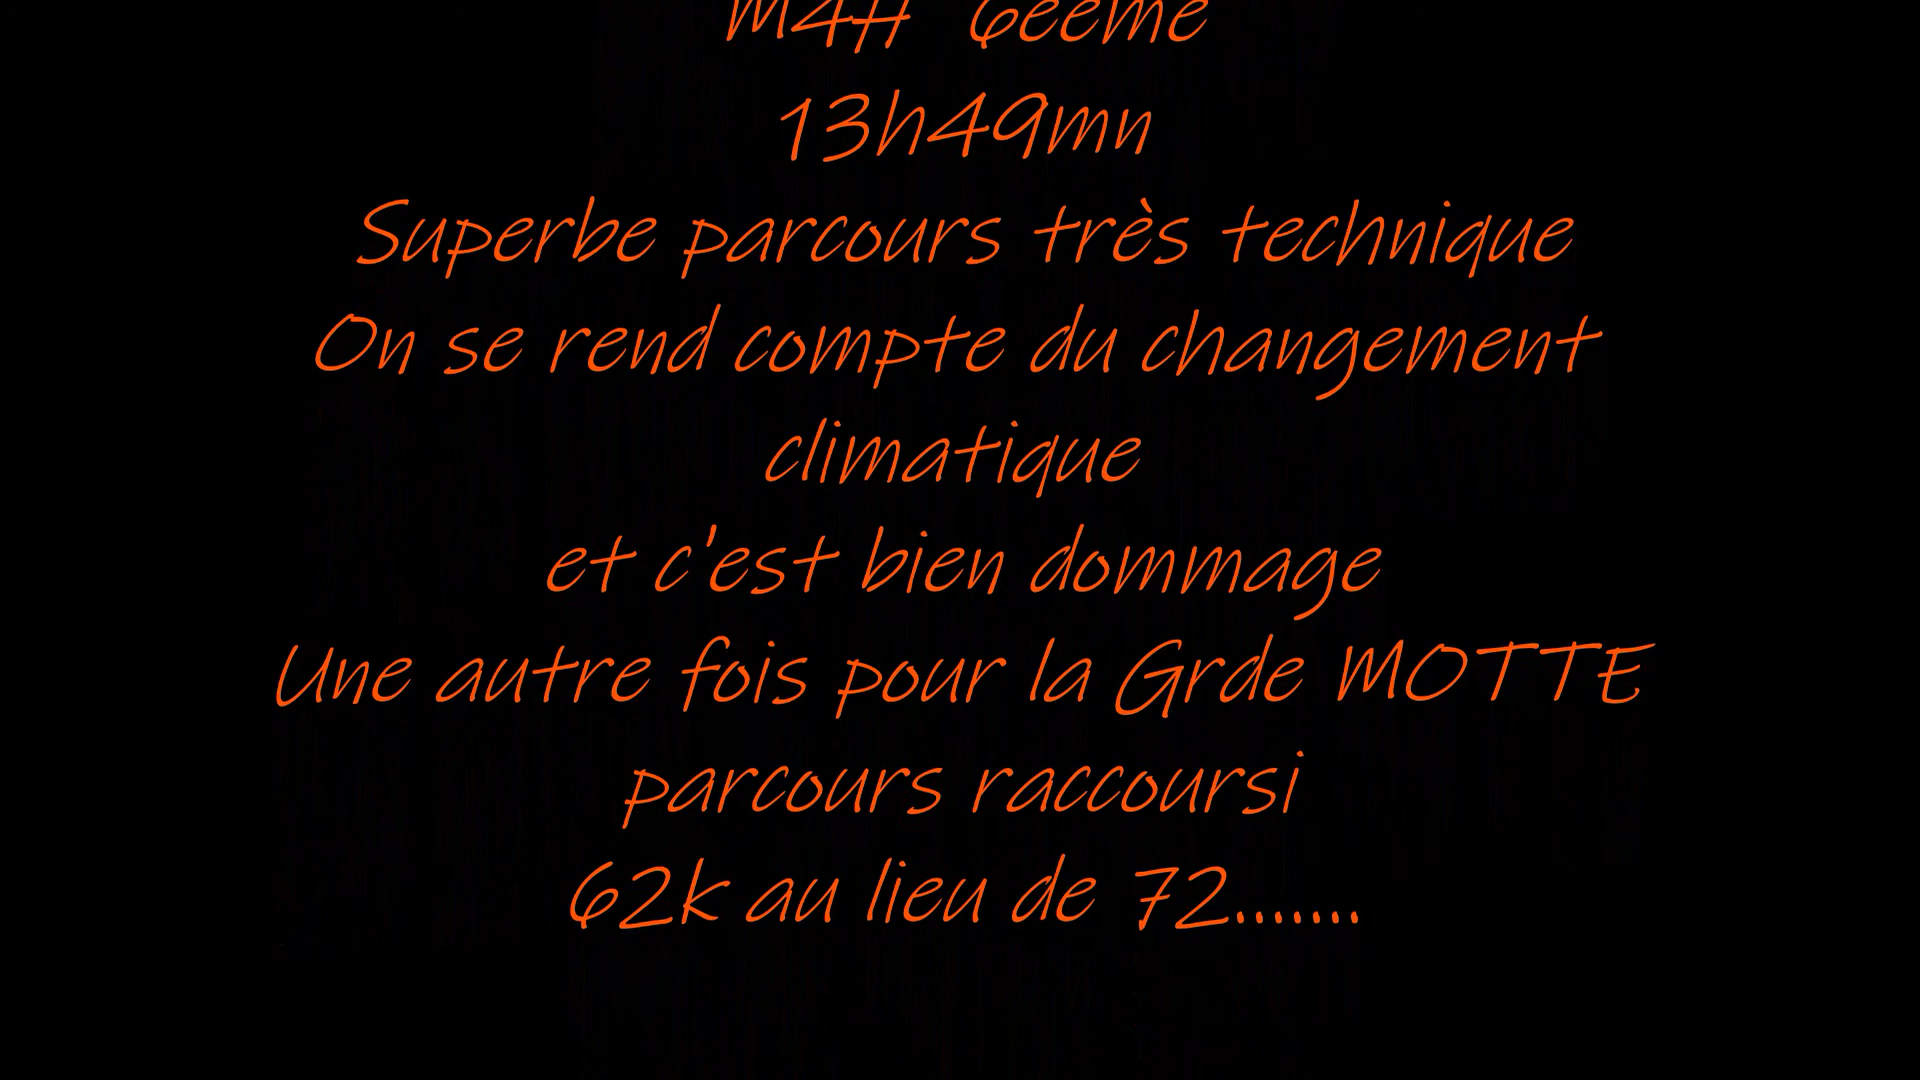 M4H 6eeme
13h49mn
Superbe parcours très technique
On se rend compte du changement
climatique
et c'est bien dommage
Une autre fois pour la Grde MOTTE
parcours raccoursi
62k au lieu de 72.......